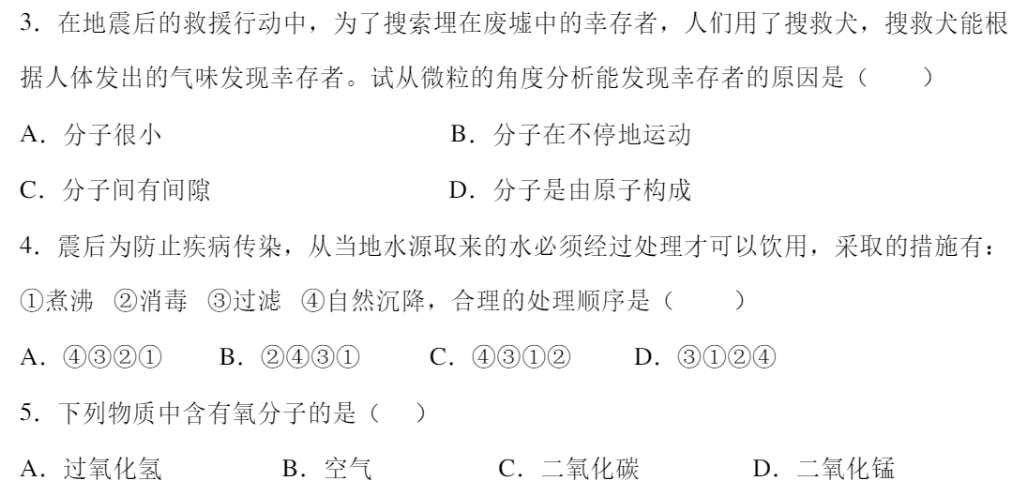 3．在地震后的救援行动中，为了搜索埋在废墟中的幸存者，人们用了搜救犬，搜救犬能根
据人体发出的气味发现幸存者。试从微粒的角度分析能发现幸存者的原因是（　　）
A．分子很小　　B．分子在不停地运动
C．分子间有间隙　　D．分子是由原子构成
4．震后为防止疾病传染，从当地水源取来的水必须经过处理才可以饮用，采取的措施有：
①煮沸 ②消毒 ③过滤 ④自然沉降，合理的处理顺序是（　　）
A．④③②①　　B．②④③①　　C．④③①②　　D．③①②④
5．下列物质中含有氧分子的是（　）
A．过氧化氢　　B．空气　　C．二氧化碳　　D．二氧化锰